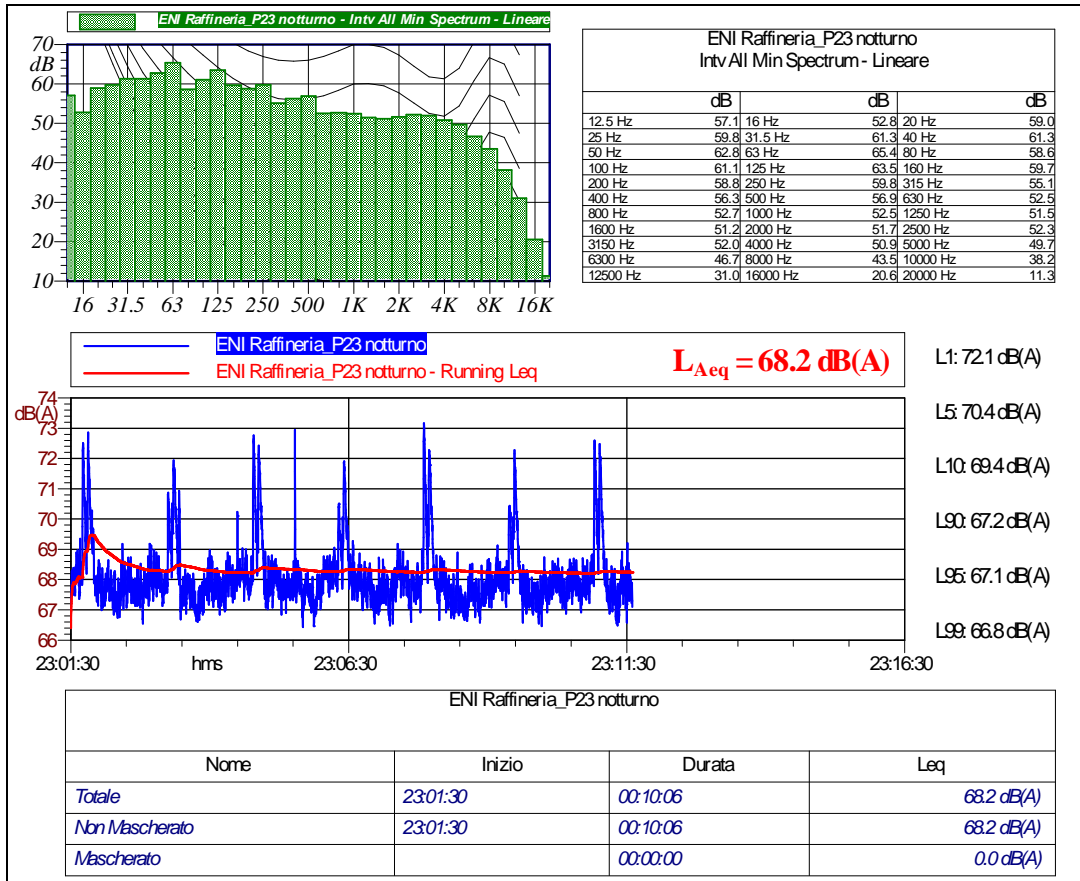 ENI Raffineria_P23 notturno - Intv All Min Spectrum - Lineare
70
dB
60
50
40
30
20
10
16 31.5 63 125 250 500 1K 2K 4K 8K 16K
ENI Raffineria_P23 notturno
Intv All Min Spectrum - Lineare
dB dB dB
12.5 Hz 57.1 16 Hz 52.8 20 Hz 59.0
25 Hz 59.8 31.5 Hz 61.3 40 Hz 61.3
50 Hz 62.8 63 Hz 65.4 80 Hz 58.6
100 Hz 61.1 125 Hz 63.5 160 Hz 59.7
200 Hz 58.8 250 Hz 59.8 315 Hz 55.1
400 Hz 56.3 500 Hz 56.9 630 Hz 52.5
800 Hz 52.7 1000 Hz 52.5 1250 Hz 51.5
1600 Hz 51.2 2000 Hz 51.7 2500 Hz 52.3
3150 Hz 52.0 4000 Hz 50.9 5000 Hz 49.7
6300 Hz 46.7 8000 Hz 43.5 10000 Hz 38.2
12500 Hz 31.0 16000 Hz 20.6 20000 Hz 11.3
ENI Raffineria_P23 notturno
ENI Raffineria_P23 notturno - Running Leq
LAeq = 68.2 dB(A)
L1: 72.1 dB(A)
L5: 70.4 dB(A)
L10: 69.4 dB(A)
L90: 67.2 dB(A)
L95: 67.1 dB(A)
L99: 66.8 dB(A)
74
dB(A)
73
72
71
70
69
68
67
66
23:01:30 hms 23:06:30 23:11:30 23:16:30
ENI Raffineria_P23 notturno
Nome Inizio Durata Leq
Totale 23:01:30 00:10:06 68.2 dB(A)
Non Mascherato 23:01:30 00:10:06 68.2 dB(A)
Mascherato 00:00:00 0.0 dB(A)